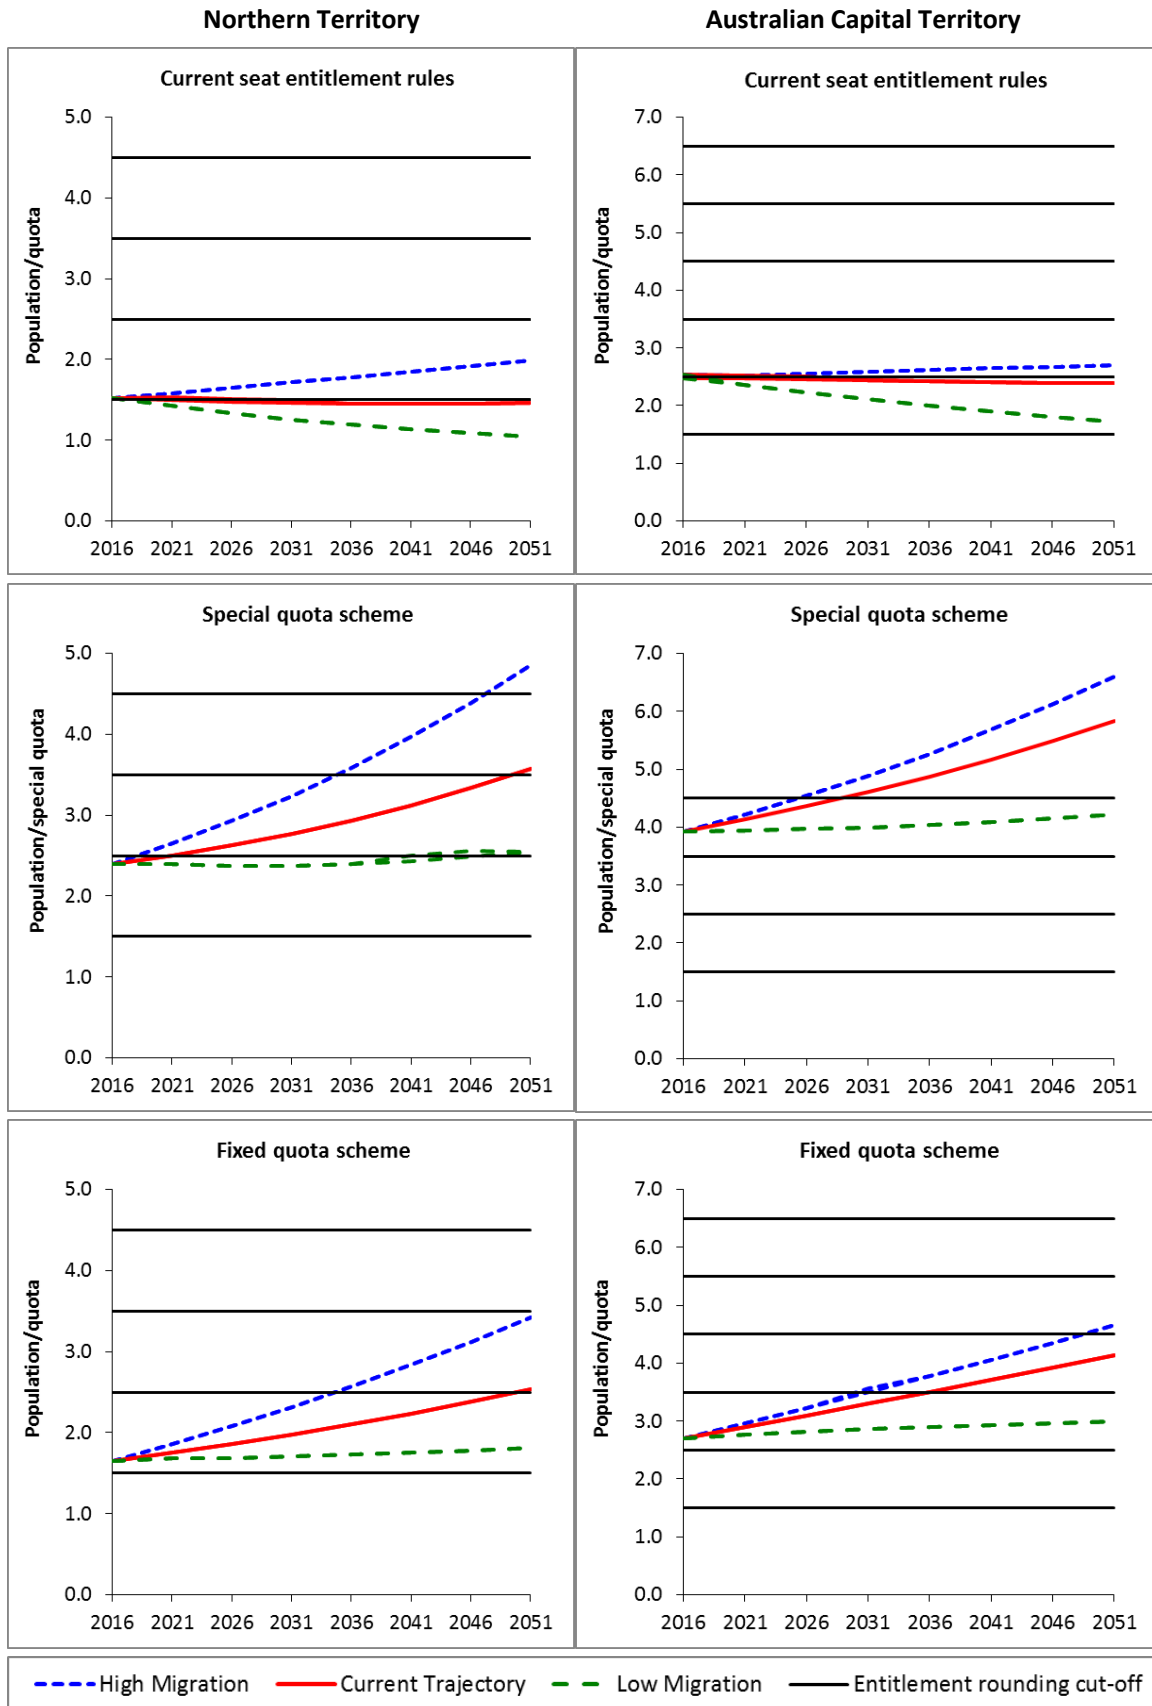 Northern Territory
Australian Capital Territory
Current seat entitlement rules
Population/quota
5.0
4.0
3.0
2.0
1.0
0.0
2016 2021 2026 2031 2036 2041 2046 2051
Current seat entitlement rules
Population/quota
7.0
6.0
5.0
4.0
3.0
2.0
1.0
0.0
2016 2021 2026 2031 2036 2041 2046 2051
Special quota scheme
Population/special quota
5.0
4.0
3.0
2.0
1.0
0.0
2016 2021 2026 2031 2036 2041 2046 2051
Special quota scheme
Population/special quota
7.0
6.0
5.0
4.0
3.0
2.0
1.0
0.0
2016 2021 2026 2031 2036 2041 2046 2051
Fixed quota scheme
Population/quota
5.0
4.0
3.0
2.0
1.0
0.0
2016 2021 2026 2031 2036 2041 2046 2051
Fixed quota scheme
Population/quota
7.0
6.0
5.0
4.0
3.0
2.0
1.0
0.0
2016 2021 2026 2031 2036 2041 2046 2051
High Migration Current Trajectory Low Migration Entitlement rounding cut-off